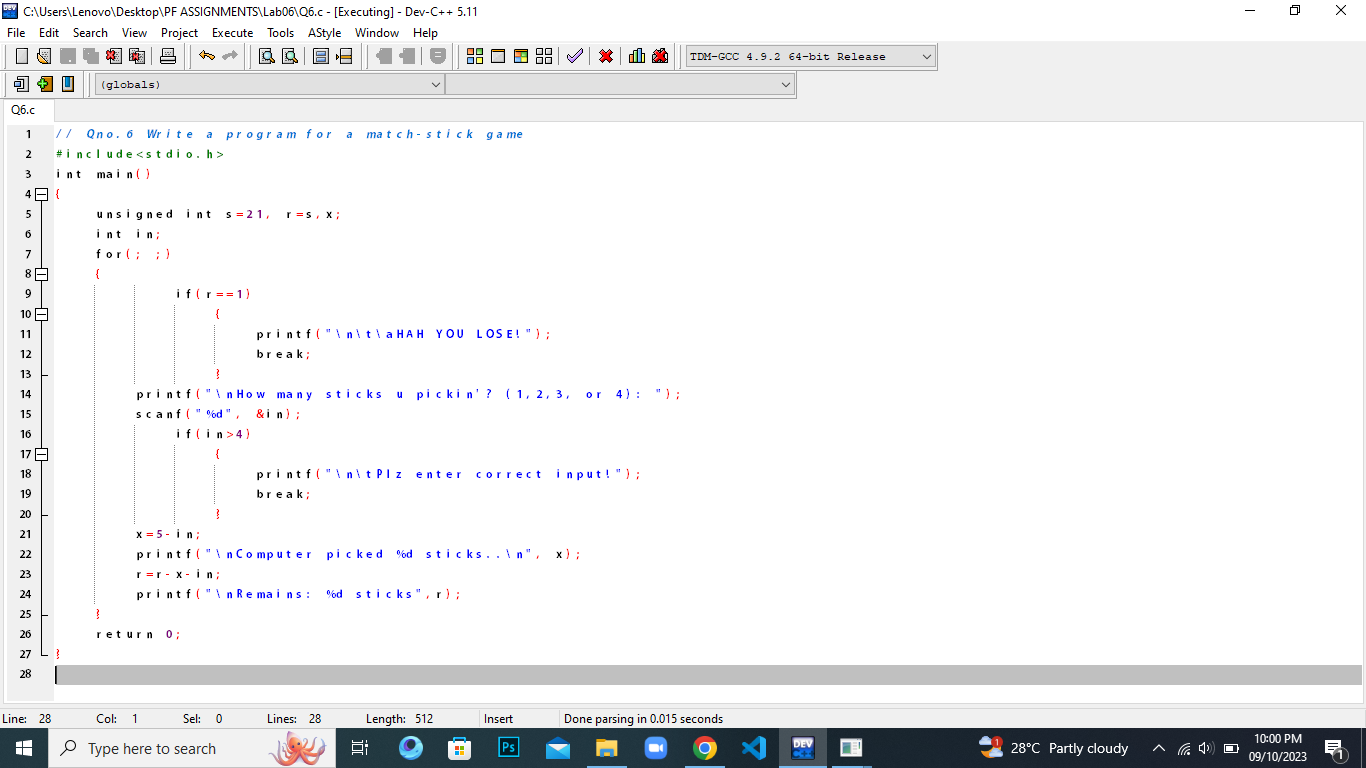 C:\Users\Lenovo\Desktop\PF ASSIGNMENTS\Lab06\Q6.c - [Executing] - Dev-C++ 5.11
File Edit Search View Project Execute Tools AStyle Window Help
TDM-GCC 4.9.2 64-bit Release
(globals)
Q6.c
1 // Qno.6 Write a program for a match-stick game
2 #include<stdio.h>
3 int main()
4 {
5 unsigned int s=21, r=s,x;
6 int in;
7 for(; ;)
8 {
9 if(r==1)
10 {
11 printf("\n\t\aHAH YOU LOSE!");
12 break;
13 }
14 printf("\nHow many sticks u pickin'? (1,2,3, or 4): ");
15 scanf("%d", &in);
16 if(in>4)
17 {
18 printf("\n\tPlz enter correct input!");
19 break;
20 }
21 x=5-in;
22 printf("\nComputer picked %d sticks..\n", x);
23 r=r-x-in;
24 printf("\nRemains: %d sticks",r);
25 }
26 return 0;
27 }
28
Line: 28 Col: 1 Sel: 0 Lines: 28 Length: 512 Insert Done parsing in 0.015 seconds
Type here to search
Ps
DEV
28°C Partly cloudy
10:00 PM
09/10/2023
1